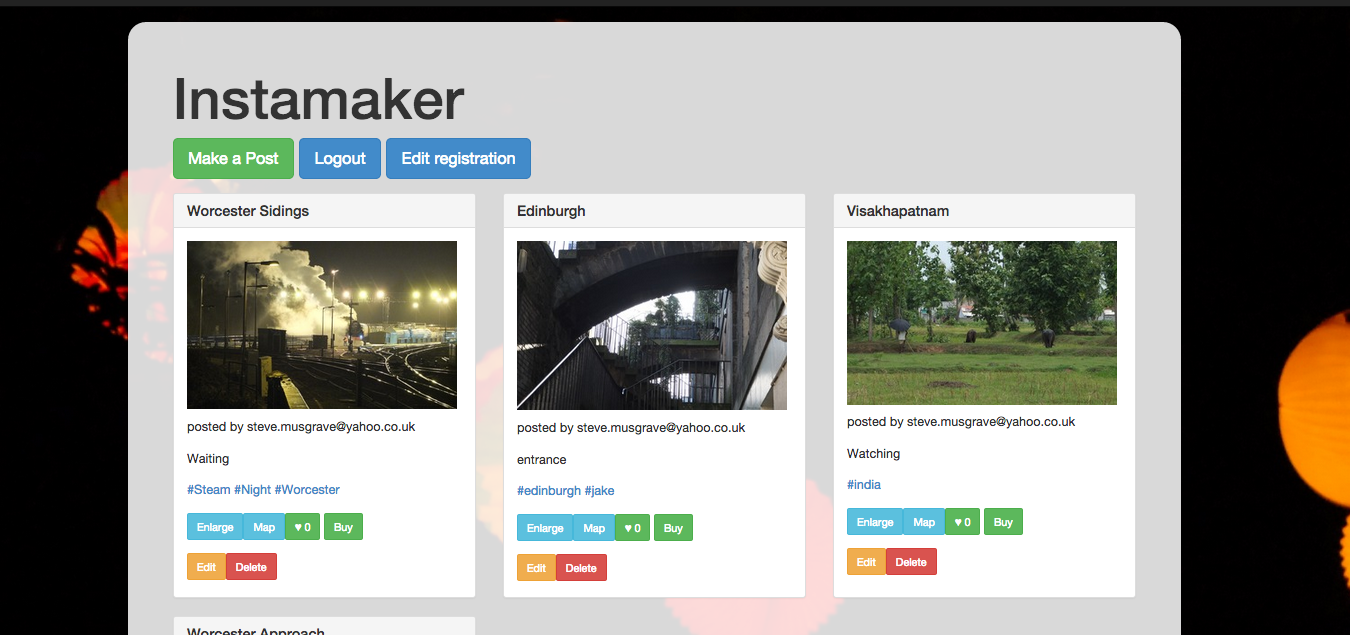 Instamaker
Make a Post Logout Edit registration
Worcester Sidings
posted by steve.musgrave@yahoo.co.uk
Waiting
#Steam #Night #Worcester
Enlarge Map ♥ 0 Buy
Edit Delete
Edinburgh
posted by steve.musgrave@yahoo.co.uk
entrance
#edinburgh #jake
Enlarge Map ♥ 0 Buy
Edit Delete
Visakhapatnam
posted by steve.musgrave@yahoo.co.uk
Watching
#india
Enlarge Map ♥ 0 Buy
Edit Delete
Worcester Approach